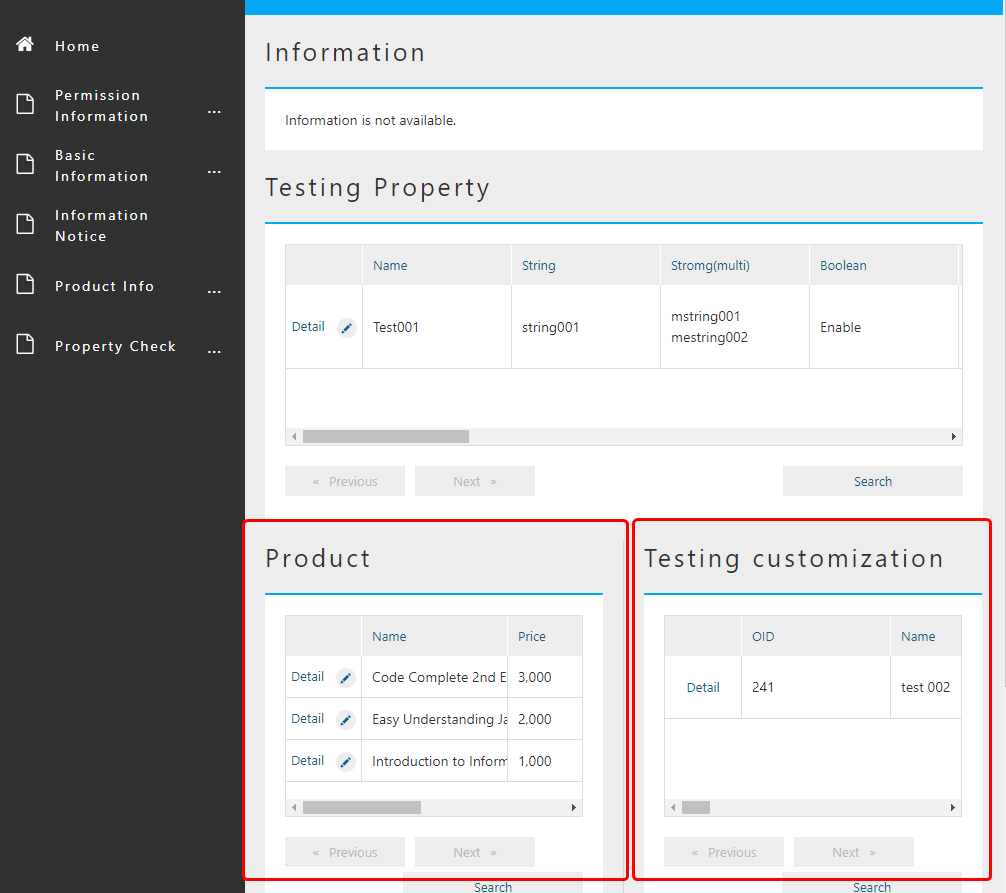 Home
Permission
Information
...
Basic
Information
...
Information
Notice
Product Info
...
Property Check
...
Information
Information is not available.
Testing Property
Name String Stromg(multi) Boolean
Detail Test001 string001 mstring001 Enable
mestring002
« Previous Next » Search
Product
Name Price
Detail Code Complete 2nd E 3,000
Detail Easy Understanding Ja 2,000
Detail Introduction to Inform 1,000
« Previous Next »
Search
Testing customization
OID Name
Detail 241 test 002
« Previous Next »
Search